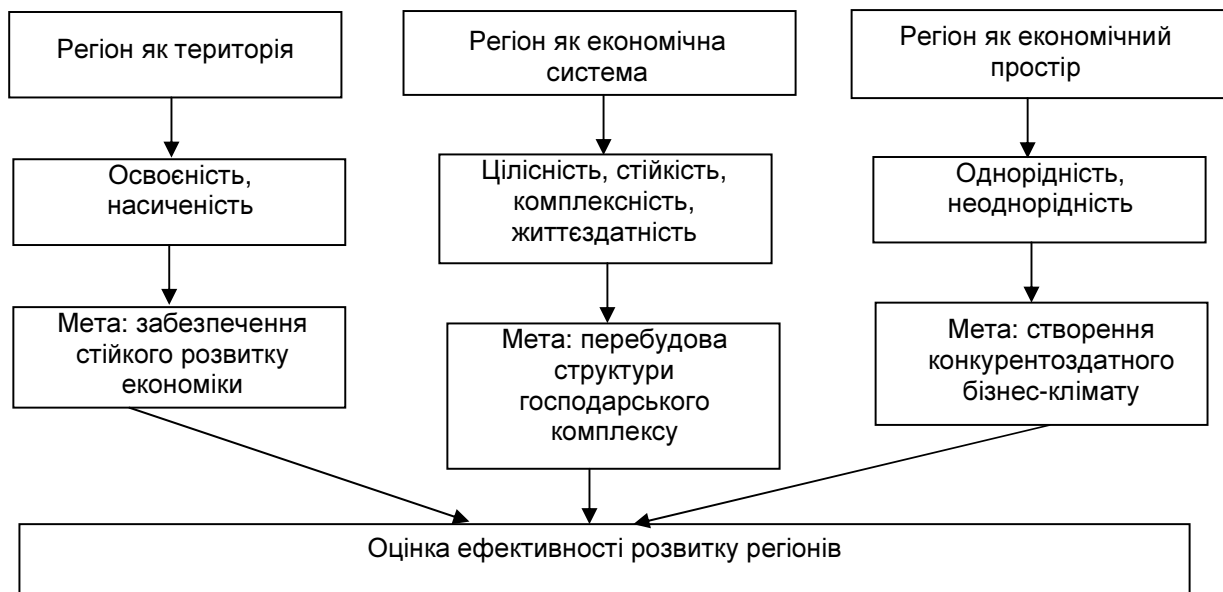 Регіон як територія
Регіон як економічна
система
Регіон як економічний
простір
Освоєність,
насиченість
Цілісність, стійкість,
комплексність,
життєздатність
Однорідність,
неоднорідність
Мета: забезпечення
стійкого розвитку
економіки
Мета: перебудова
структури
господарського
комплексу
Мета: створення
конкурентоздатного
бізнес-клімату
Оцінка ефективності розвитку регіонів